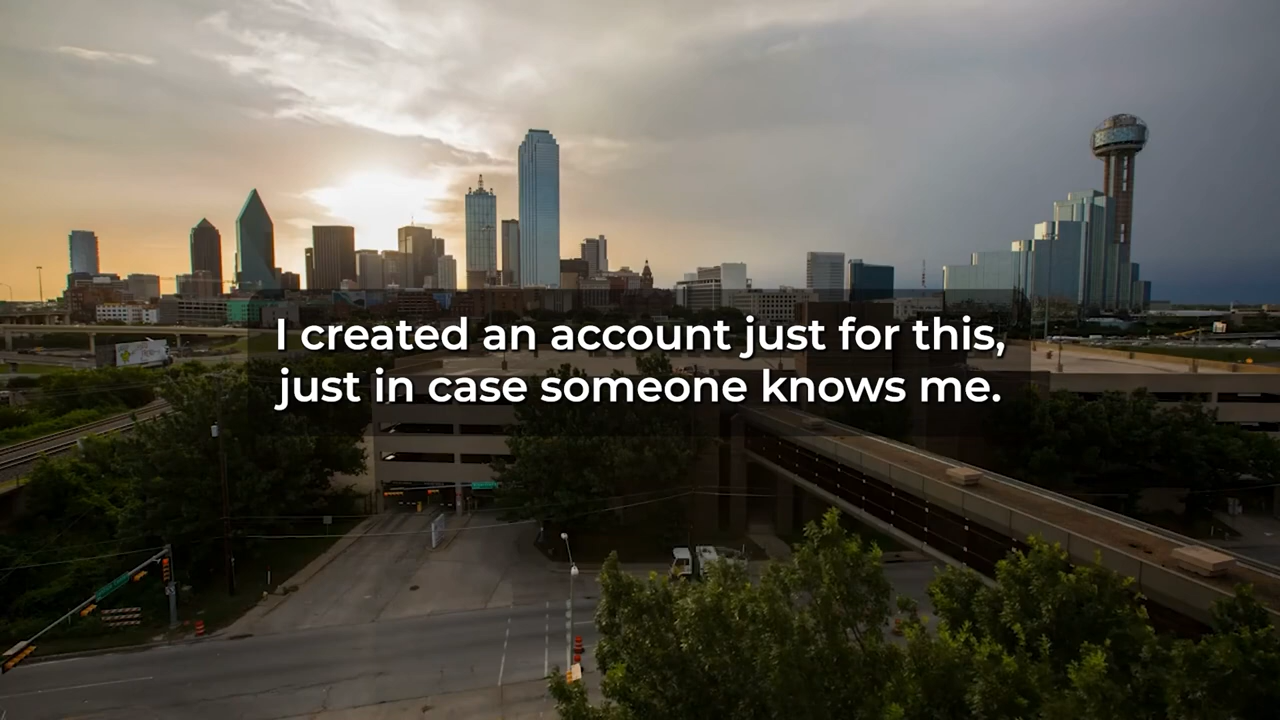 I created an account just for this,
just in case someone knows me.